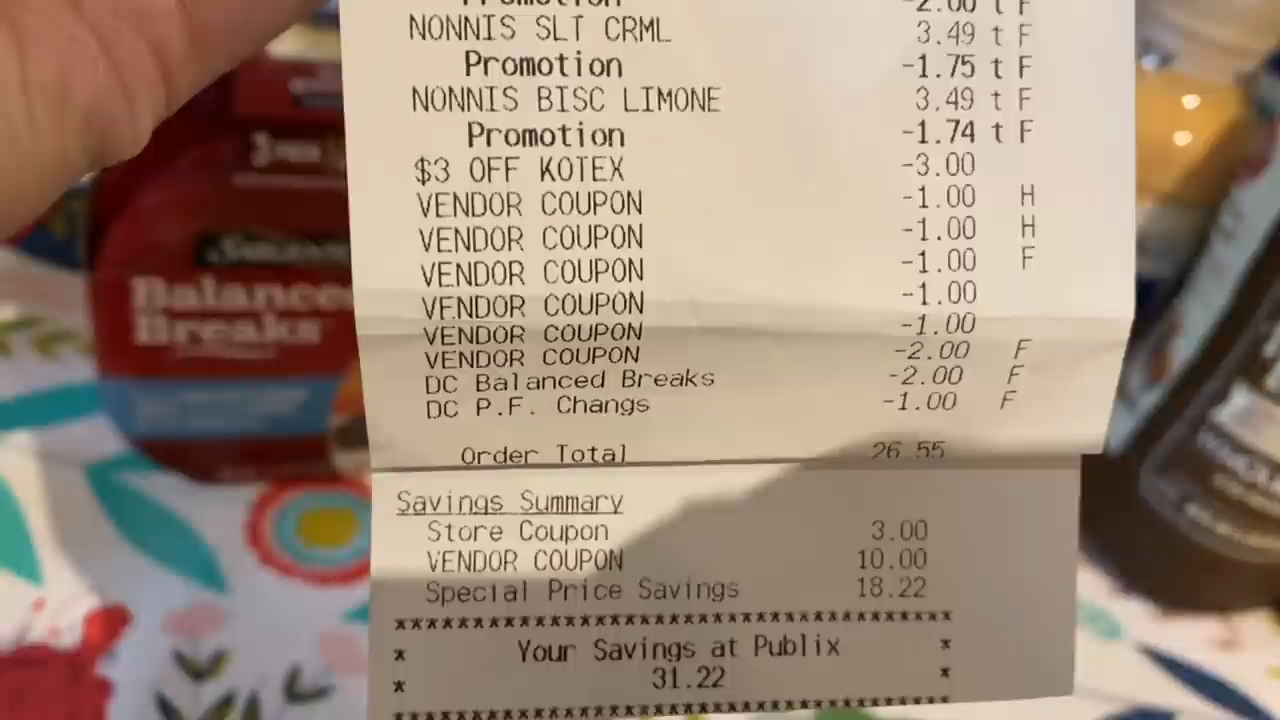 Promotion -2.00 t F
NONNIS SLT CRML 3.49 t F
Promotion -1.75 t F
NONNIS BISC LIMONE 3.49 t F
Promotion -1.74 t F
$3 OFF KOTEX -3.00
VENDOR COUPON -1.00 H
VENDOR COUPON -1.00 H
VENDOR COUPON -1.00 F
VENDOR COUPON -1.00
VENDOR COUPON -1.00
VENDOR COUPON -2.00 F
DC Balanced Breaks -2.00 F
DC P.F. Changs -1.00 F
Order Total 26.55
Savings Summary
Store Coupon 3.00
VENDOR COUPON 10.00
Special Price Savings 18.22
***********************************
* Your Savings at Publix *
* 31.22 *
***********************************
Balanced
Breaks